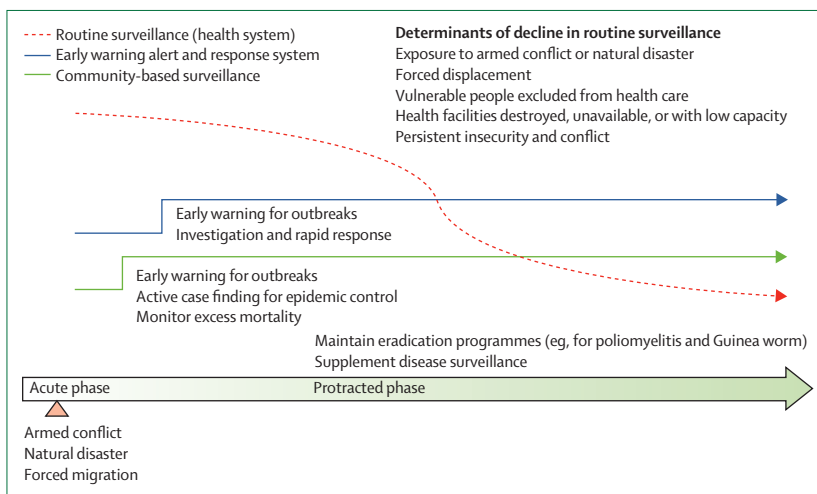 Routine surveillance (health system)
Early warning alert and response system
Community-based surveillance
Determinants of decline in routine surveillance
Exposure to armed conflict or natural disaster
Forced displacement
Vulnerable people excluded from health care
Health facilities destroyed, unavailable, or with low capacity
Persistent insecurity and conflict
Early warning for outbreaks
Investigation and rapid response
Early warning for outbreaks
Active case finding for epidemic control
Monitor excess mortality
Maintain eradication programmes (eg, for poliomyelitis and Guinea worm)
Supplement disease surveillance
Acute phase
Protracted phase
Armed conflict
Natural disaster
Forced migration